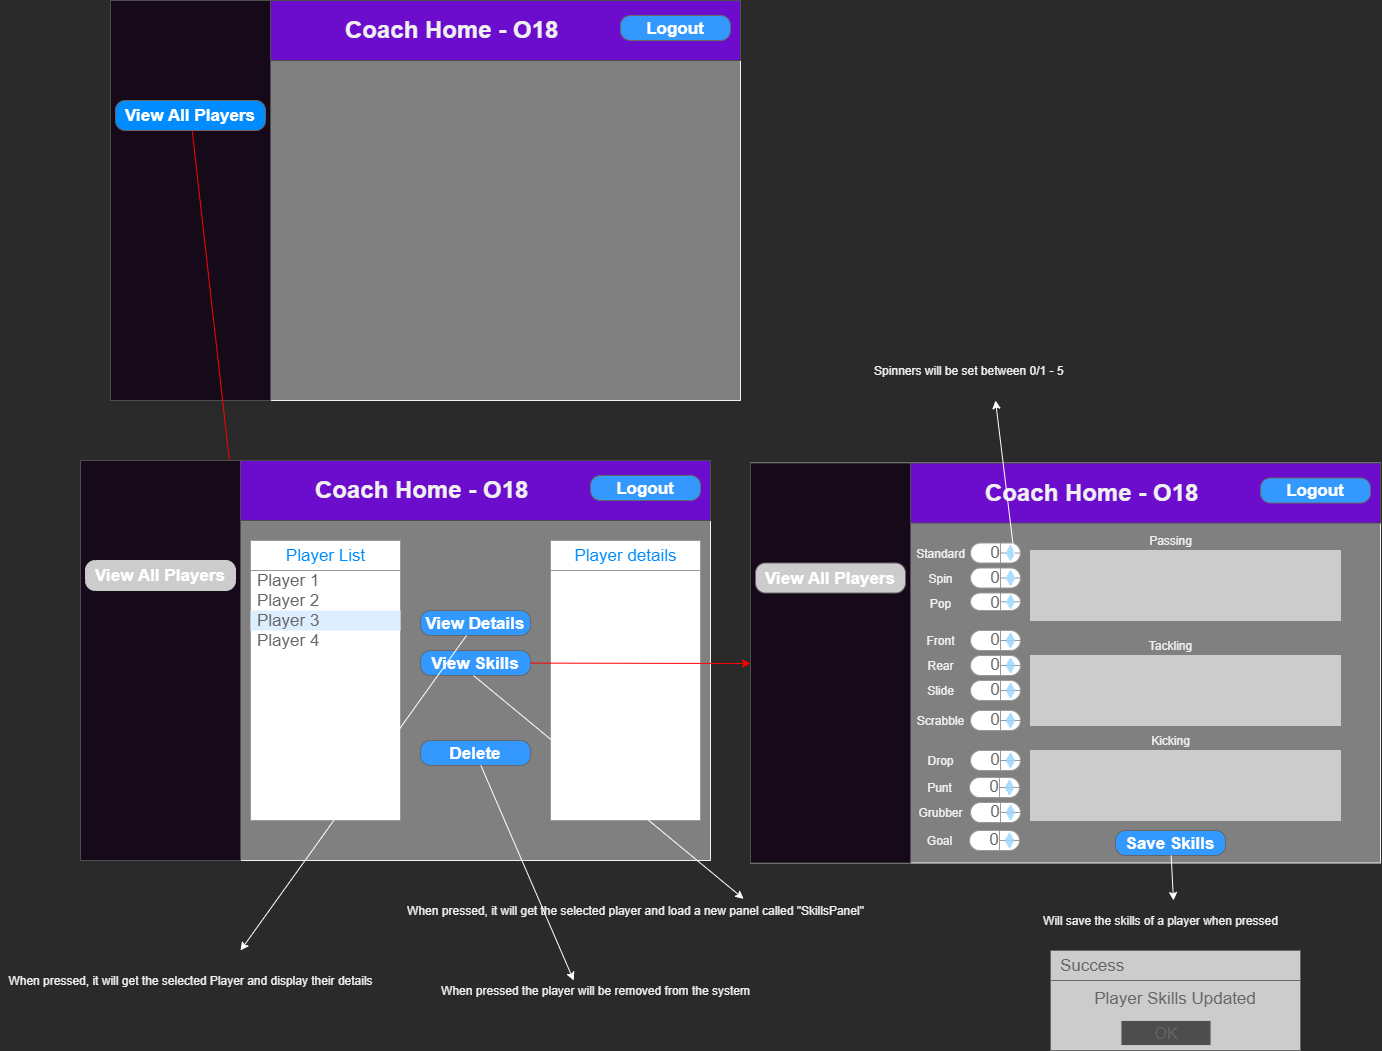 Coach Home - O18
Logout
View All Players
Spinners will be set between 0/1 - 5
Coach Home - O18
Logout
View All Players
Player List
Player 1
Player 2
Player 3
Player 4
View Details
View Skills
Delete
Player details
Coach Home - O18
Logout
View All Players
Passing
Standard 0
Spin 0
Pop 0
Tackling
Front 0
Rear 0
Slide 0
Scrabble 0
Kicking
Drop 0
Punt 0
Grubber 0
Goal 0
Save Skills
When pressed, it will get the selected player and load a new panel called "SkillsPanel"
Will save the skills of a player when pressed
When pressed, it will get the selected Player and display their details
When pressed the player will be removed from the system
Success
Player Skills Updated
OK